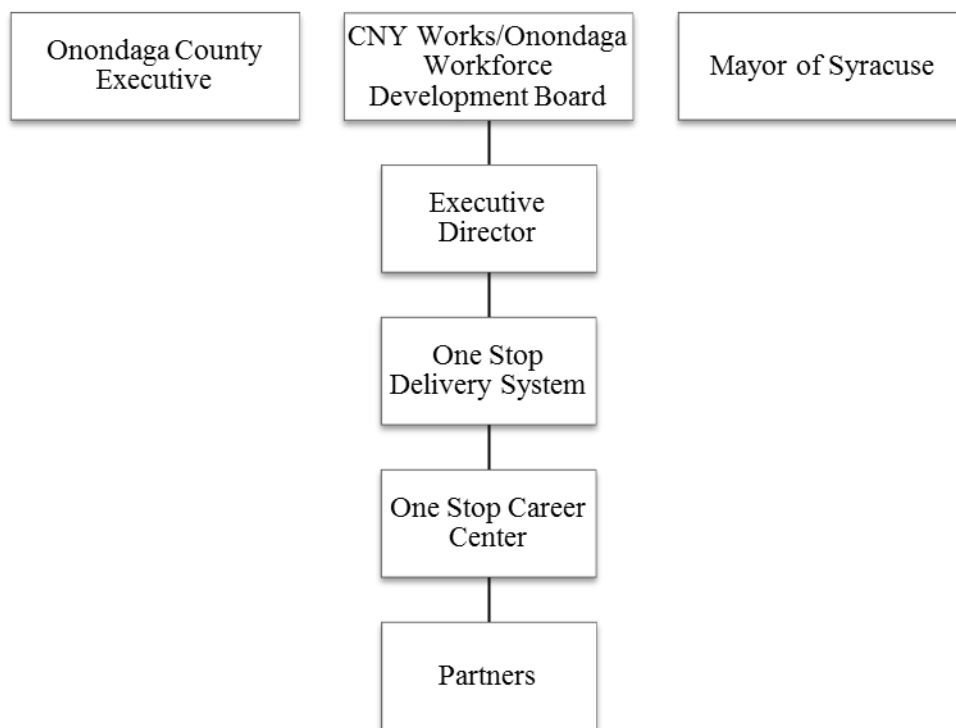 Onondaga County
Executive
CNY Works/Onondaga
Workforce
Development Board
Mayor of Syracuse
Executive
Director
One Stop
Delivery System
One Stop Career
Center
Partners